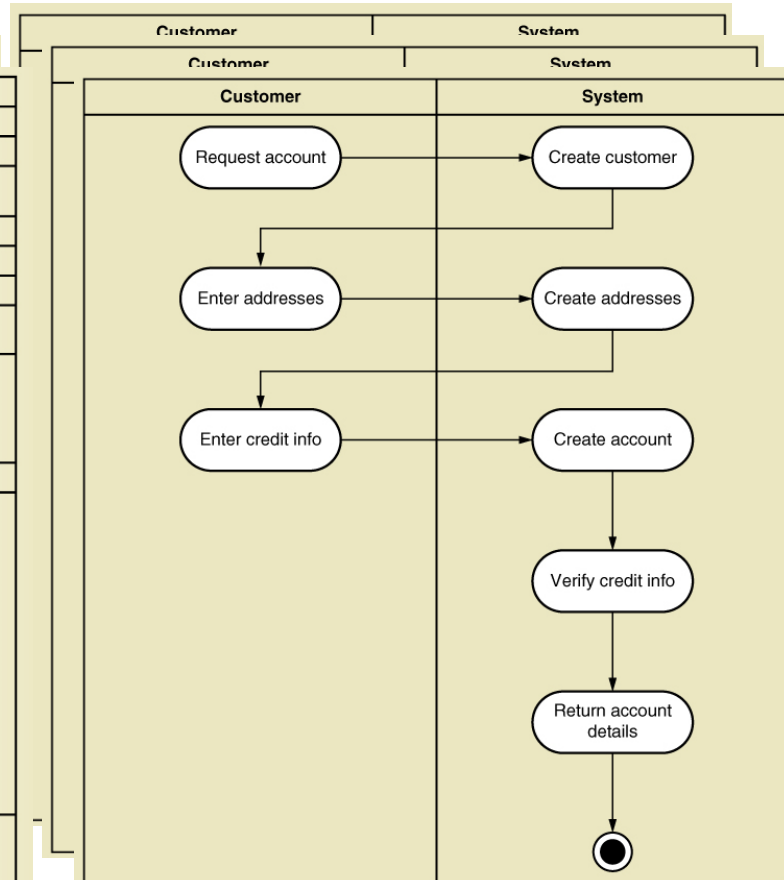 Customer System
Customer System
Customer System
Request account
Create customer
Enter addresses
Create addresses
Enter credit info
Create account
Verify credit info
Return account
details